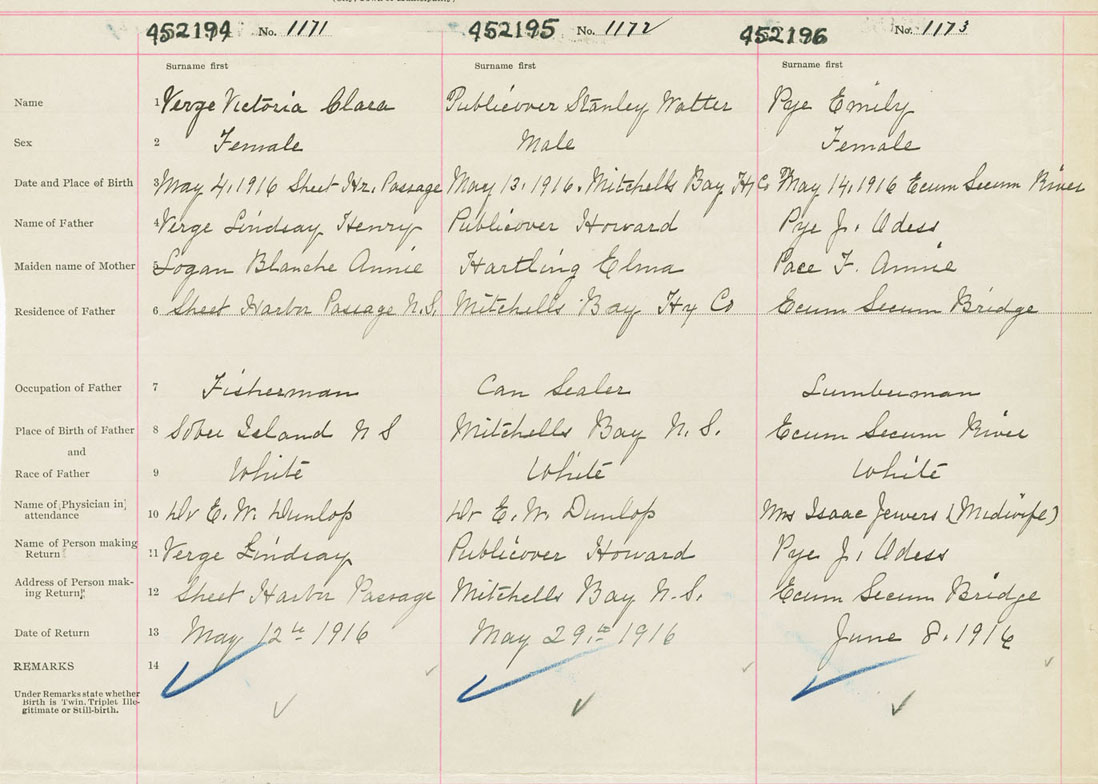 452194 No. 1171 452195 No. 1172 452196 No. 1173
Surname first Surname first Surname first
Name 1 Verge Victoria Clara Publicover Stanley Walter Pye Emily
Sex 2 Female Male Female
Date and Place of Birth 3 May 4, 1916 Sheet Hr. Passage May 13, 1916. Mitchells Bay Hx Co May 14, 1916 Ecum Secum River
Name of Father 4 Verge Lindsay Henry Publicover Howard Pye J. Udess
Maiden name of Mother 5 Logan Blanche Annie Hartling Elma Pace F. Annie
Residence of Father 6 Sheet Harbor Passage N.S. Mitchells Bay Hx Co Ecum Secum Bridge
Occupation of Father 7 Fisherman Can Sealer Lumberman
Place of Birth of Father 8 Sober Island N S Mitchells Bay N. S. Ecum Secum River
and
Race of Father 9 White White White
Name of Physician in
attendance 10 Dr E. W. Dunlop Dr E. W. Dunlop Mrs Isaac Jewers (Midwife)
Name of Person making
Return 11 Verge Lindsay Publicover Howard Pye J. Udess
Address of Person mak-
ing Return 12 Sheet Harbor Passage Mitchells Bay N.S. Ecum Secum Bridge
Date of Return 13 May 12th 1916 May 29th 1916 June 8. 1916
REMARKS 14
Under Remarks state whether
Birth is Twin, Triplet Ille-
gitimate or Still-birth.